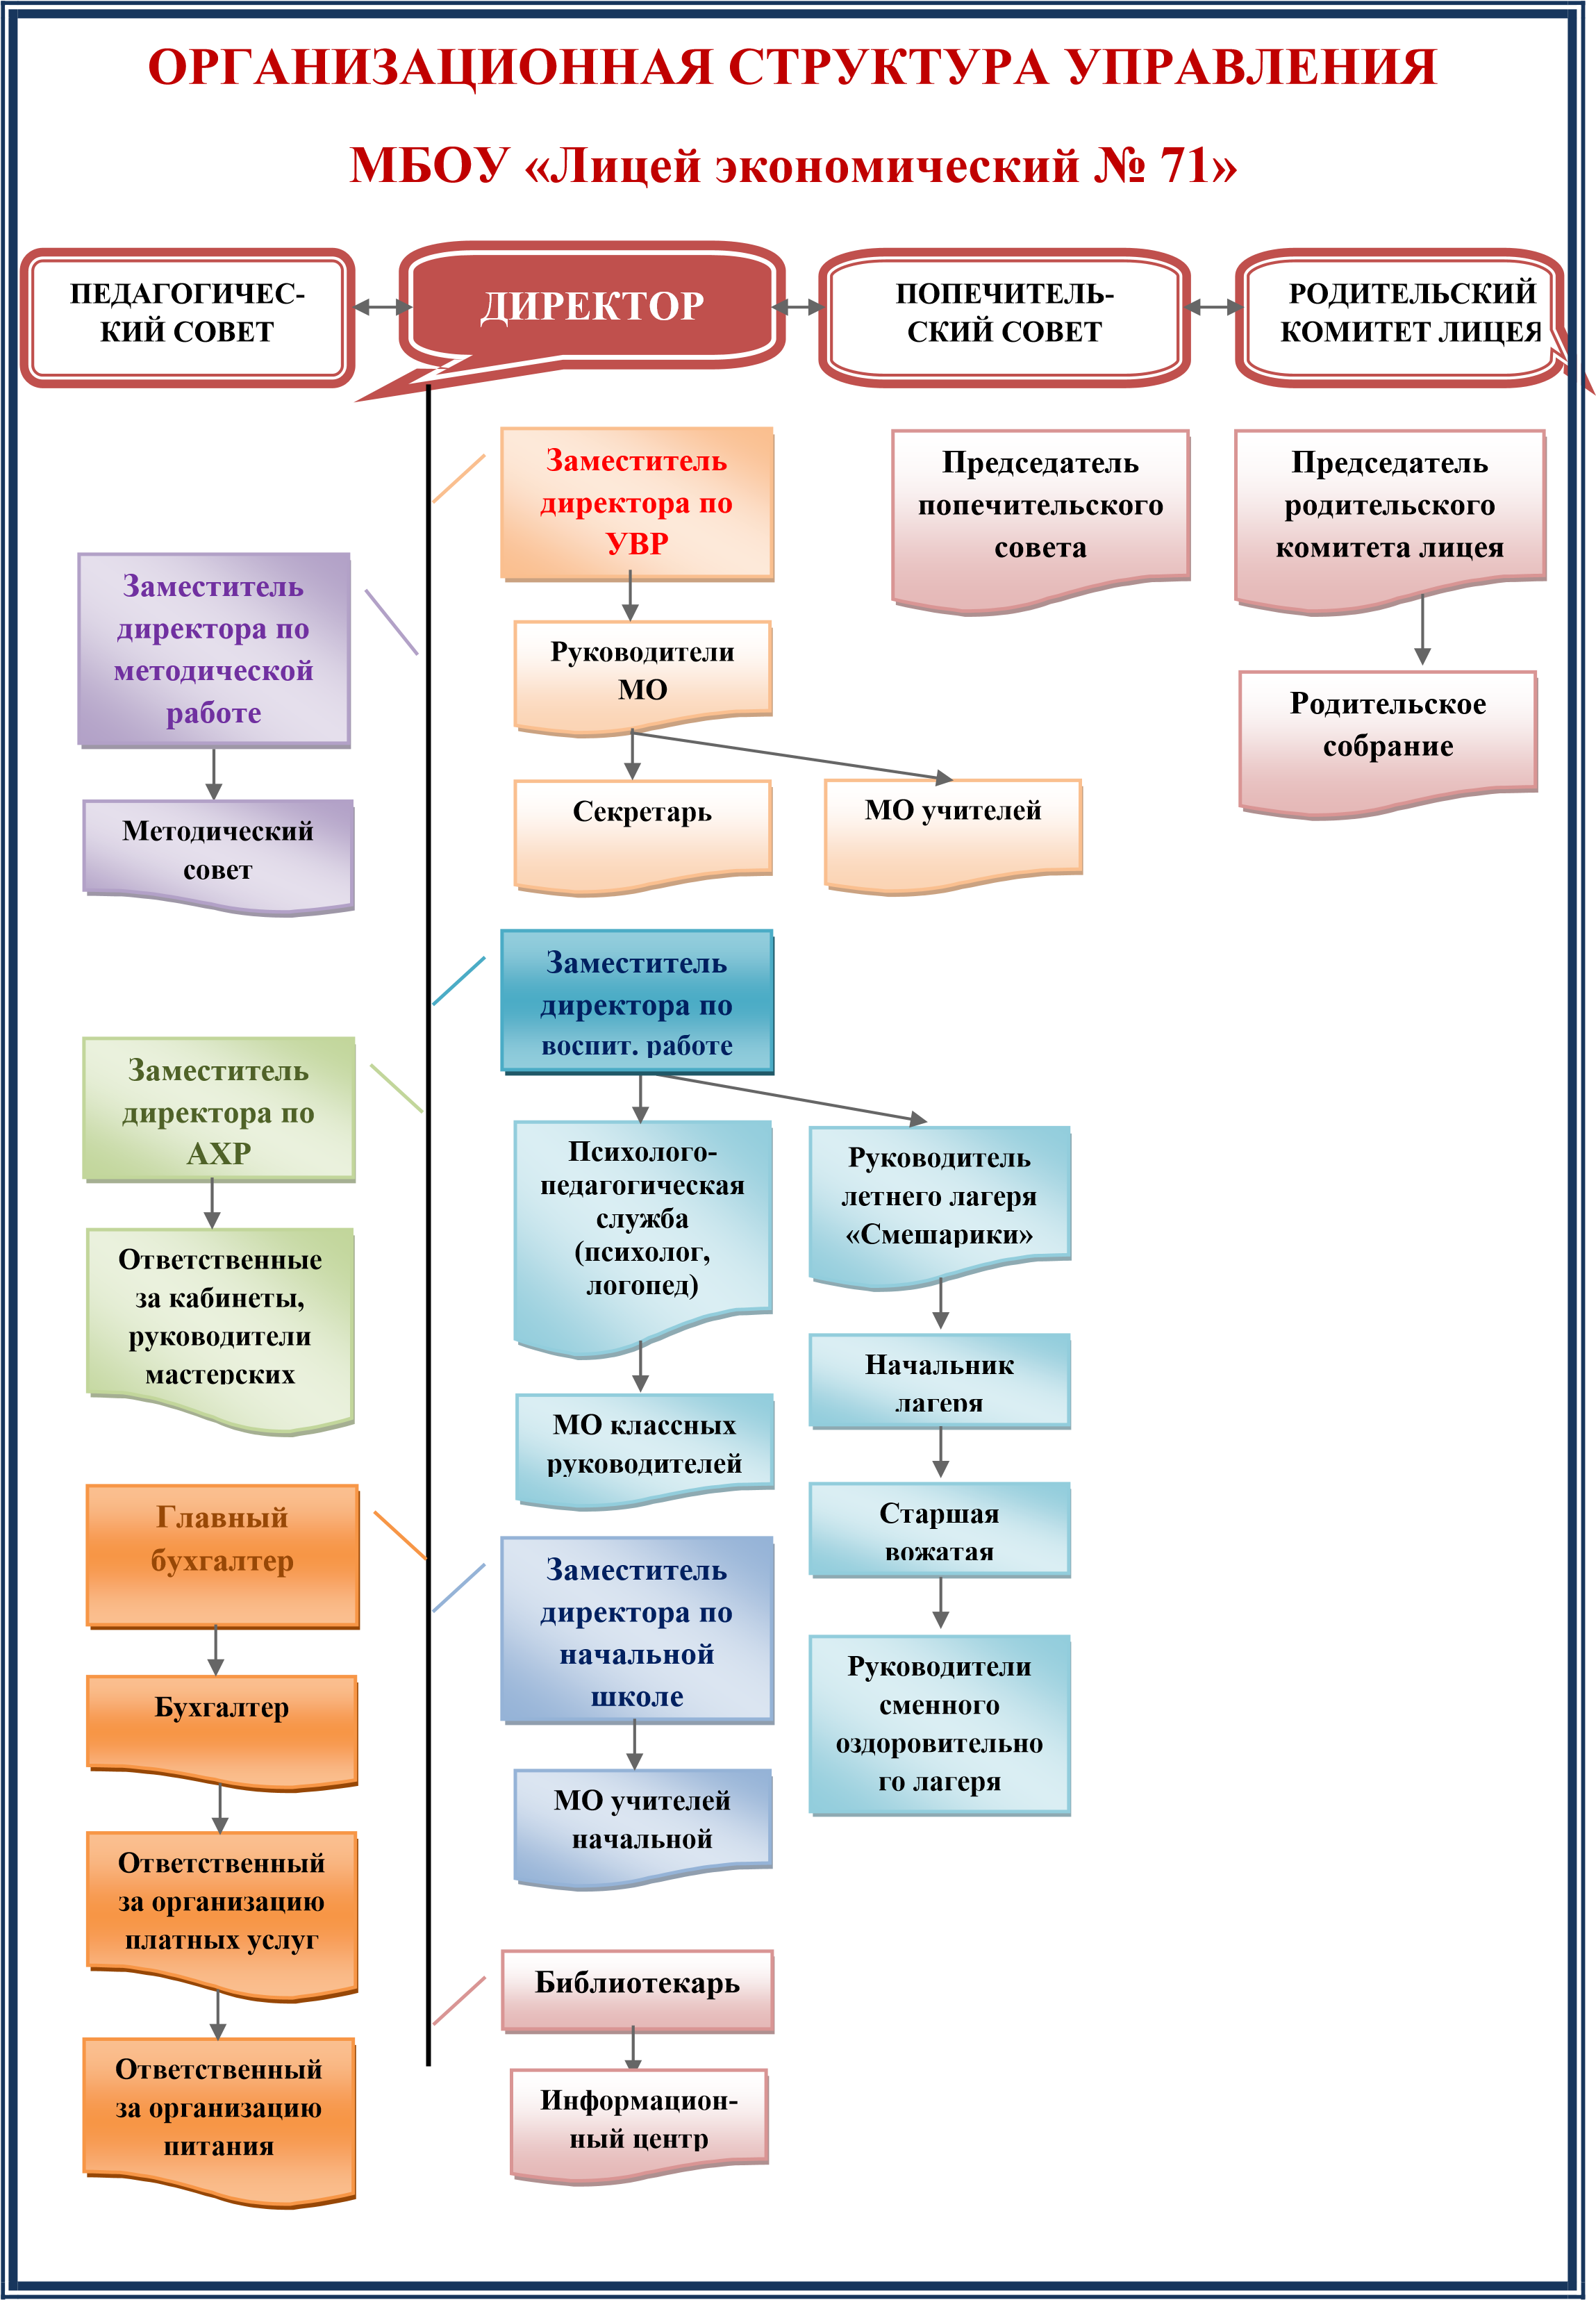 ОРГАНИЗАЦИОННАЯ СТРУКТУРА УПРАВЛЕНИЯ
МБОУ «Лицей экономический № 71»
ПЕДАГОГИЧЕС-
КИЙ СОВЕТ
ДИРЕКТОР
ПОПЕЧИТЕЛЬ-
СКИЙ СОВЕТ
РОДИТЕЛЬСКИЙ
КОМИТЕТ ЛИЦЕЯ
Заместитель
директора по
УВР
Председатель
попечительского
совета
Председатель
родительского
комитета лицея
Заместитель
директора по
методической
работе
Руководители
МО
Родительское
собрание
Методический
совет
Секретарь
МО учителей
Заместитель
директора по
воспит. работе
Заместитель
директора по
АХР
Психолого-
педагогическая
служба
(психолог,
логопед)
Руководитель
летнего лагеря
«Смешарики»
Ответственные
за кабинеты,
руководители
мастерских
Начальник
лагеря
МО классных
руководителей
Главный
бухгалтер
Старшая
вожатая
Заместитель
директора по
начальной
школе
Руководители
сменного
оздоровительно
го лагеря
Бухгалтер
МО учителей
начальной
Ответственный
за организацию
платных услуг
Библиотекарь
Ответственный
за организацию
питания
Информацион-
ный центр